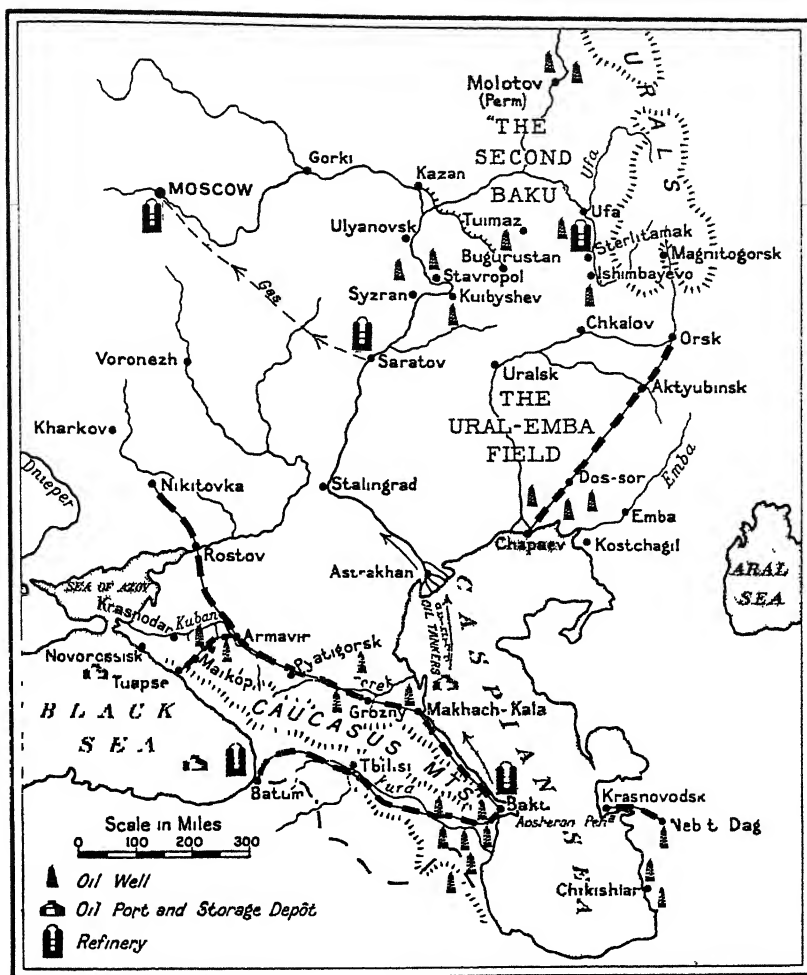 URALS
Molotov
(Perm)
"THE
SECOND
BAKU
Ufa
Gorki
Kazan
MOSCOW
Ufa
Ulyanovsk
Tuimaz
Sterlitamak
Bugurustan
Magnitogorsk
Gas
Stavropol
Ishimbayevo
Syzran
Kuibyshev
Chkalov
Orsk
Saratov
Voronezh
Uralsk
Aktyubinsk
THE
URAL-EMBA
FIELD
Kharkov
Dnieper
Nikitovka
Stalingrad
Dos-sor
Emba
Emba
Rostov
Chapaev
Kostchagil
Astrakhan
ARAL
SEA
SEA OF AZOV
Krasnodar
Kuban
OIL TANKERS
Armavir
Novorossisk
Pyatigorsk
Maikop
Tuapse
Grozny
Makhach-Kala
BLACK
SEA
CAUCASUS MTS
CASPIAN SEA
Tbilisi
Batum
Kura
Baku
Krasnovodsk
Apsheron Pen.
Nebit Dag
Chikishlar
Scale in Miles
0 100 200 300
Oil Well
Oil Port and Storage Depôt
Refinery